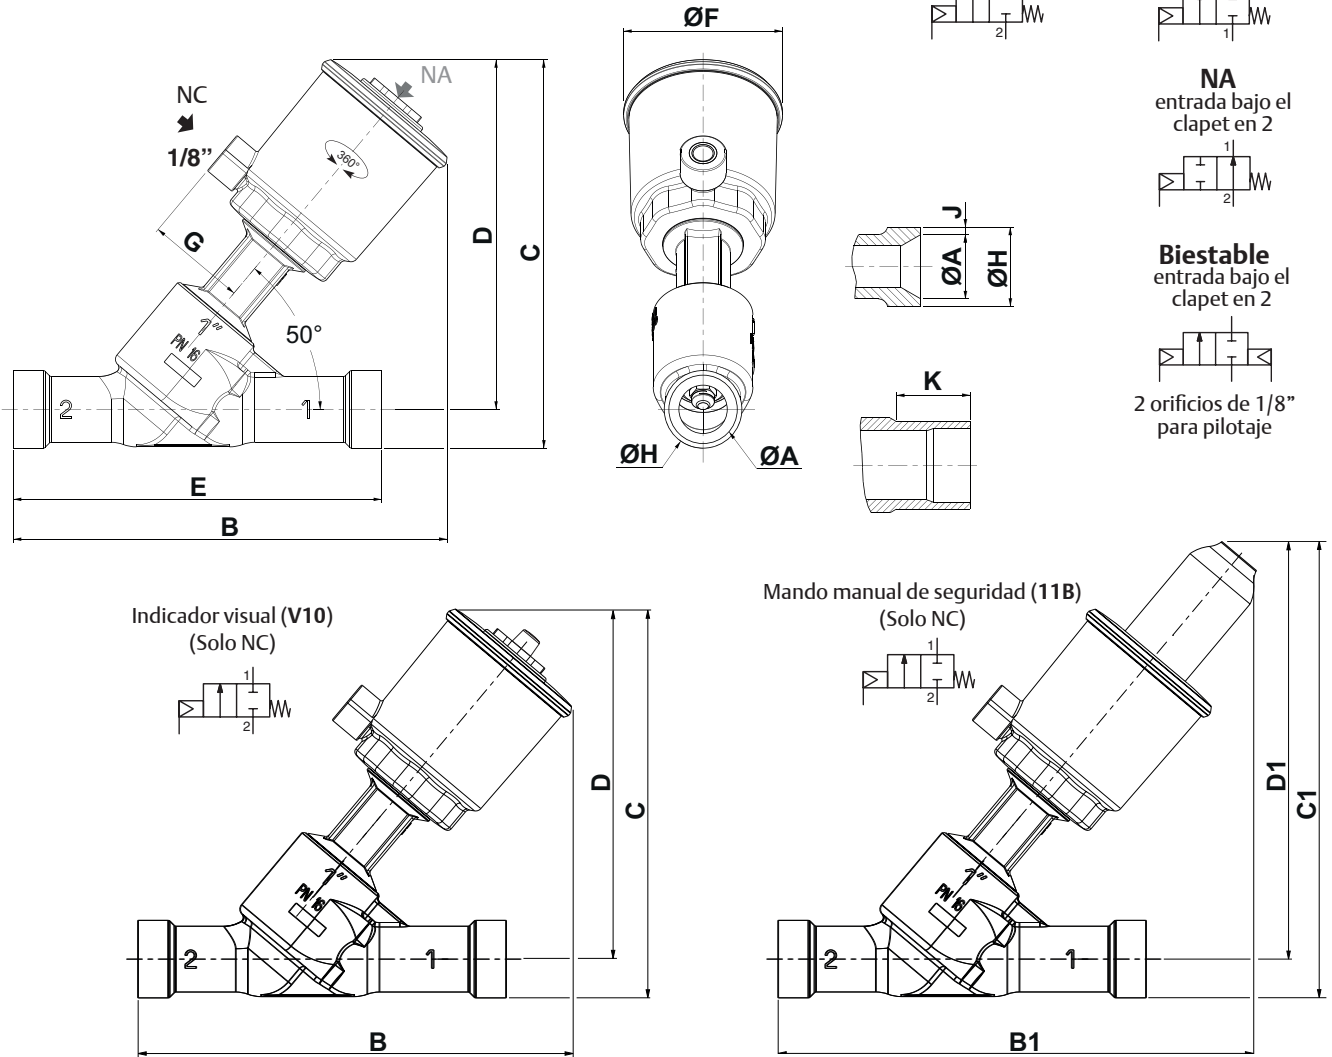 ØF
2
1
NC
NA
1/8”
360°
G
D
C
50°
1”
PN 16
2
1
E
B
ØH
ØA
J
ØA
ØH
K
NA
entrada bajo el
clapet en 2
1
2
Biestable
entrada bajo el
clapet en 2
2 orificios de 1/8”
para pilotaje
Indicador visual (V10)
(Solo NC)
1
2
D
C
1”
PN 16
2
1
B
Mando manual de seguridad (11B)
(Solo NC)
1
2
D1
C1
1”
PN 16
2
1
B1